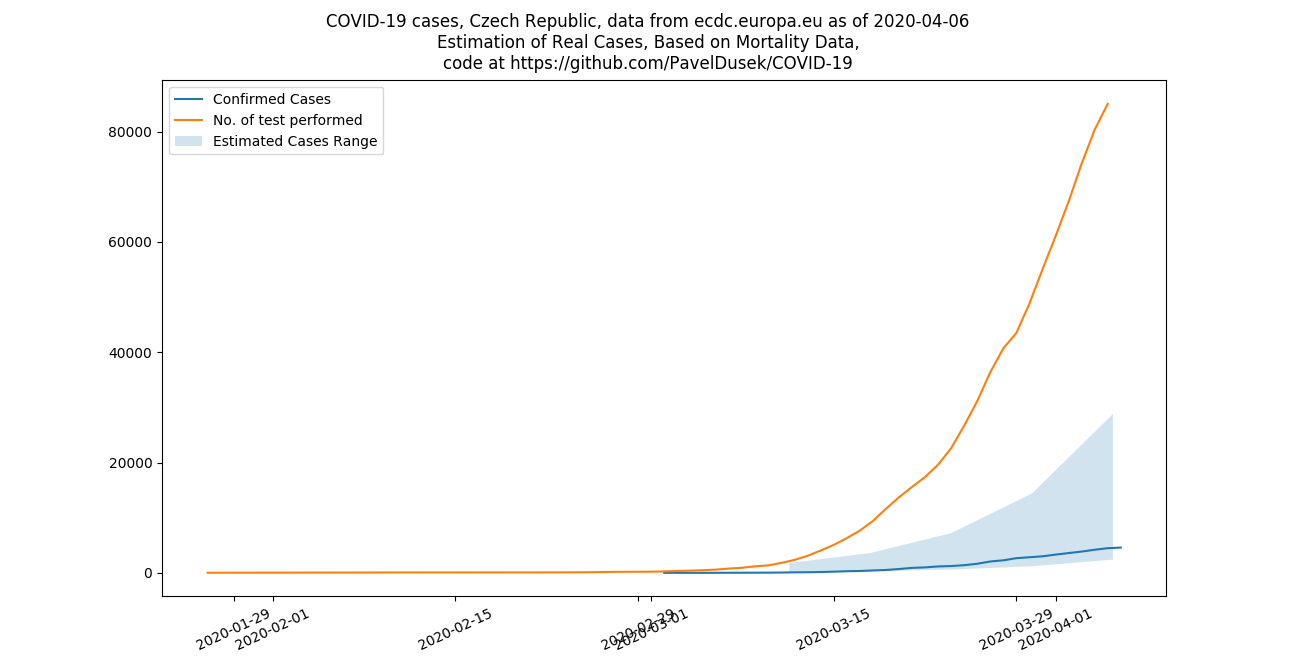 COVID-19 cases, Czech Republic, data from ecdc.europa.eu as of 2020-04-06
Estimation of Real Cases, Based on Mortality Data,
code at https://github.com/PavelDusek/COVID-19
Confirmed Cases
No. of test performed
Estimated Cases Range
80000
60000
40000
20000
0
2020-01-29
2020-02-01
2020-02-15
2020-02-29
2020-03-01
2020-03-15
2020-03-29
2020-04-01